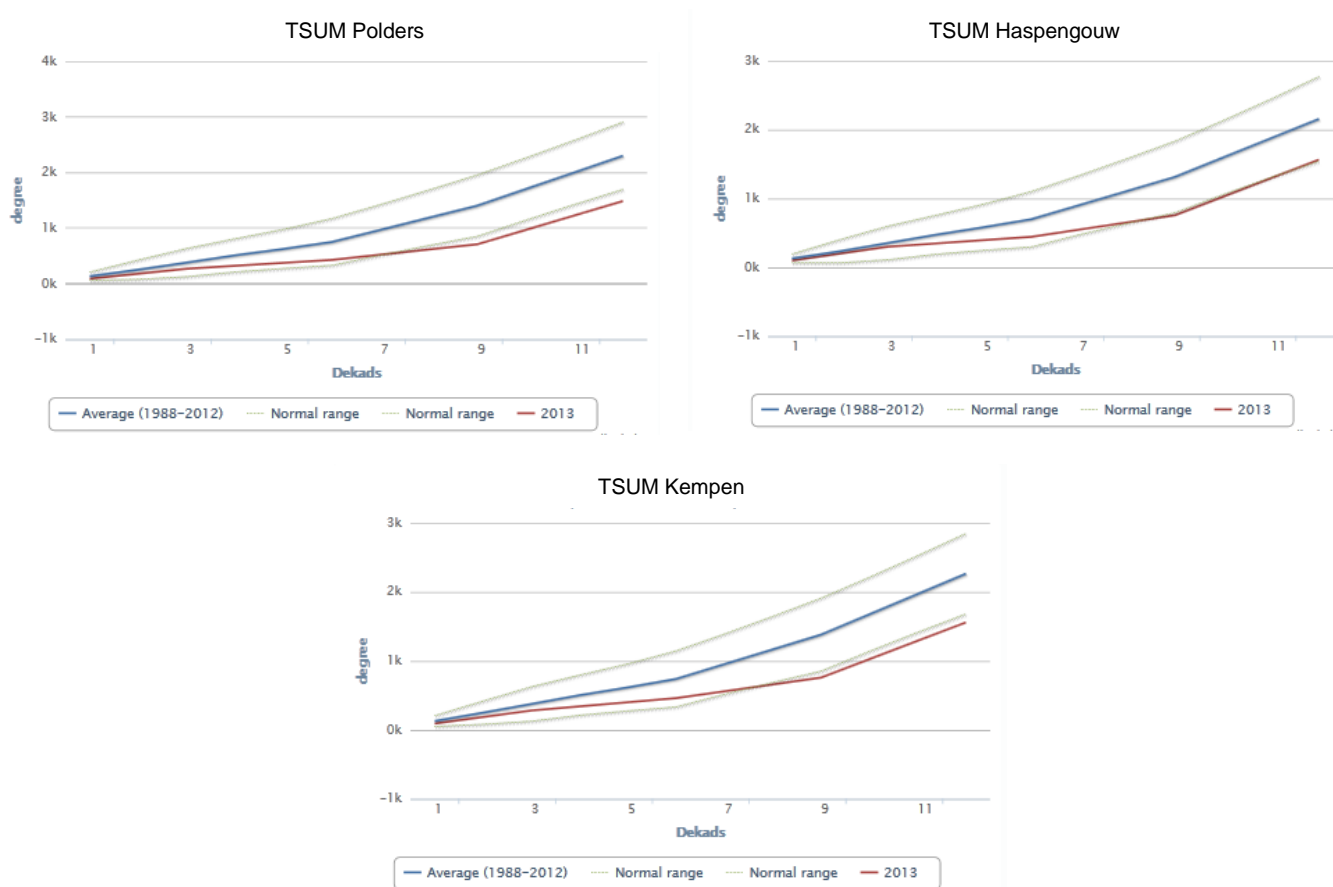 TSUM Polders
4k
3k
2k
1k
0k
-1k
degree
1 3 5 7 9 11
Dekads
Average (1988-2012) Normal range Normal range 2013
TSUM Haspengouw
3k
2k
1k
0k
-1k
degree
1 3 5 7 9 11
Dekads
Average (1988-2012) Normal range Normal range 2013
TSUM Kempen
3k
2k
1k
0k
-1k
degree
1 3 5 7 9 11
Dekads
Average (1988-2012) Normal range Normal range 2013